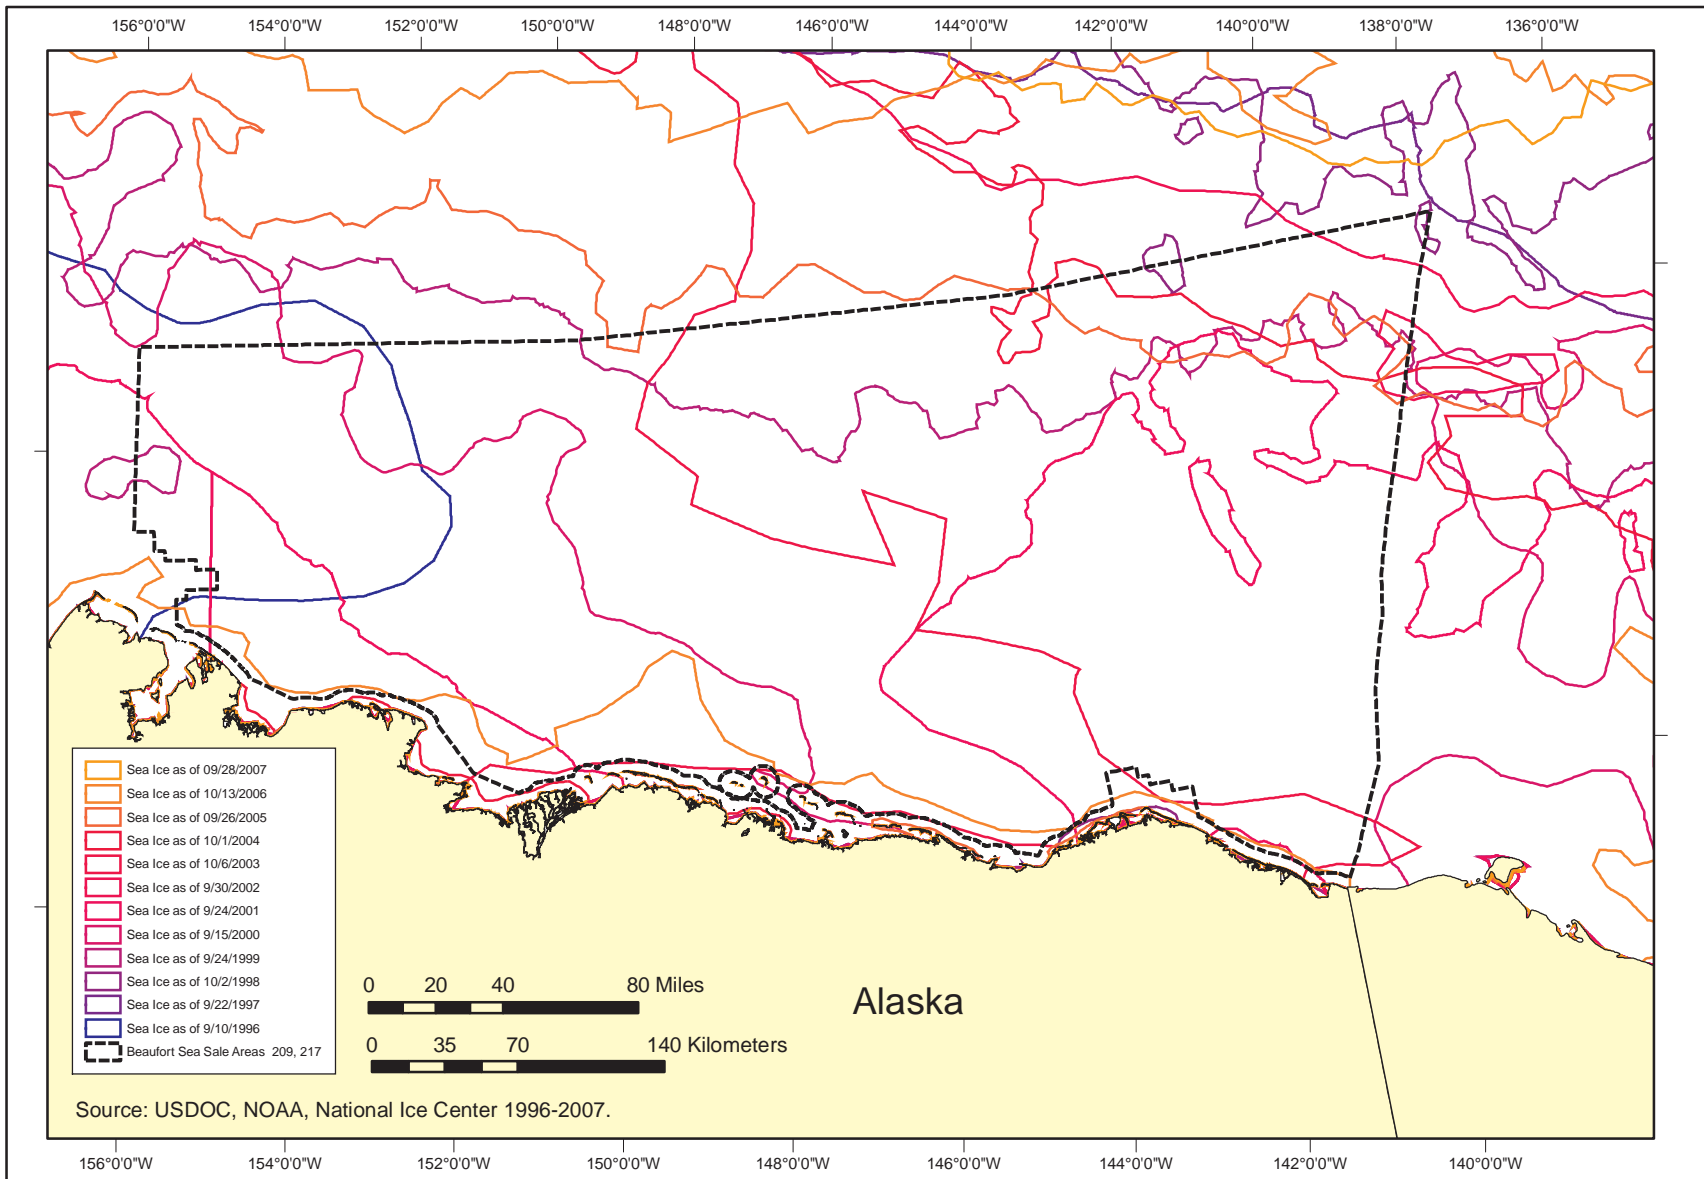 156°0'0"W 154°0'0"W 152°0'0"W 150°0'0"W 148°0'0"W 146°0'0"W 144°0'0"W 142°0'0"W 140°0'0"W 138°0'0"W 136°0'0"W
Sea Ice as of 09/28/2007
Sea Ice as of 10/13/2006
Sea Ice as of 09/26/2005
Sea Ice as of 10/1/2004
Sea Ice as of 10/6/2003
Sea Ice as of 9/30/2002
Sea Ice as of 9/24/2001
Sea Ice as of 9/15/2000
Sea Ice as of 9/24/1999
Sea Ice as of 10/2/1998
Sea Ice as of 9/22/1997
Sea Ice as of 9/10/1996
Beaufort Sea Sale Areas 209, 217
0 20 40 80 Miles
0 35 70 140 Kilometers
Alaska
Source: USDOC, NOAA, National Ice Center 1996-2007.
156°0'0"W 154°0'0"W 152°0'0"W 150°0'0"W 148°0'0"W 146°0'0"W 144°0'0"W 142°0'0"W 140°0'0"W